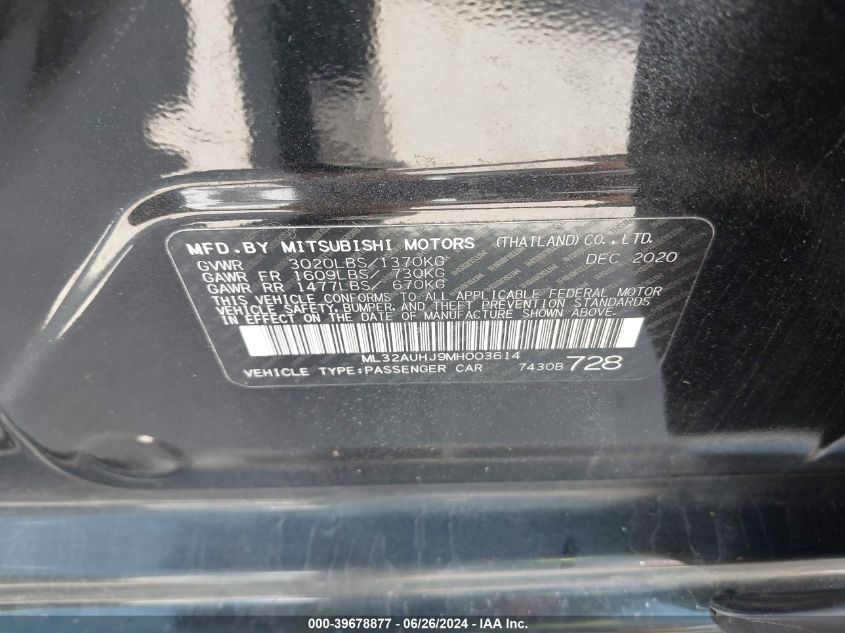 MFD.BY MITSUBISHI MOTORS (THAILAND)CO.,LTD.
GVWR 3020LBS/1370KG DEC 2020
GAWR FR 1609LBS/ 730KG
GAWR RR 1477LBS/ 670KG
THIS VEHICLE CONFORMS TO ALL APPLICABLE FEDERAL MOTOR
VEHICLE SAFETY, BUMPER, AND THEFT PREVENTION STANDARDS
IN EFFECT ON THE DATE OF MANUFACTURE SHOWN ABOVE.
ML32AUHJ9MH003614
VEHICLE TYPE:PASSENGER CAR 7430B 728
000-39678877 - 06/26/2024 - IAA Inc.